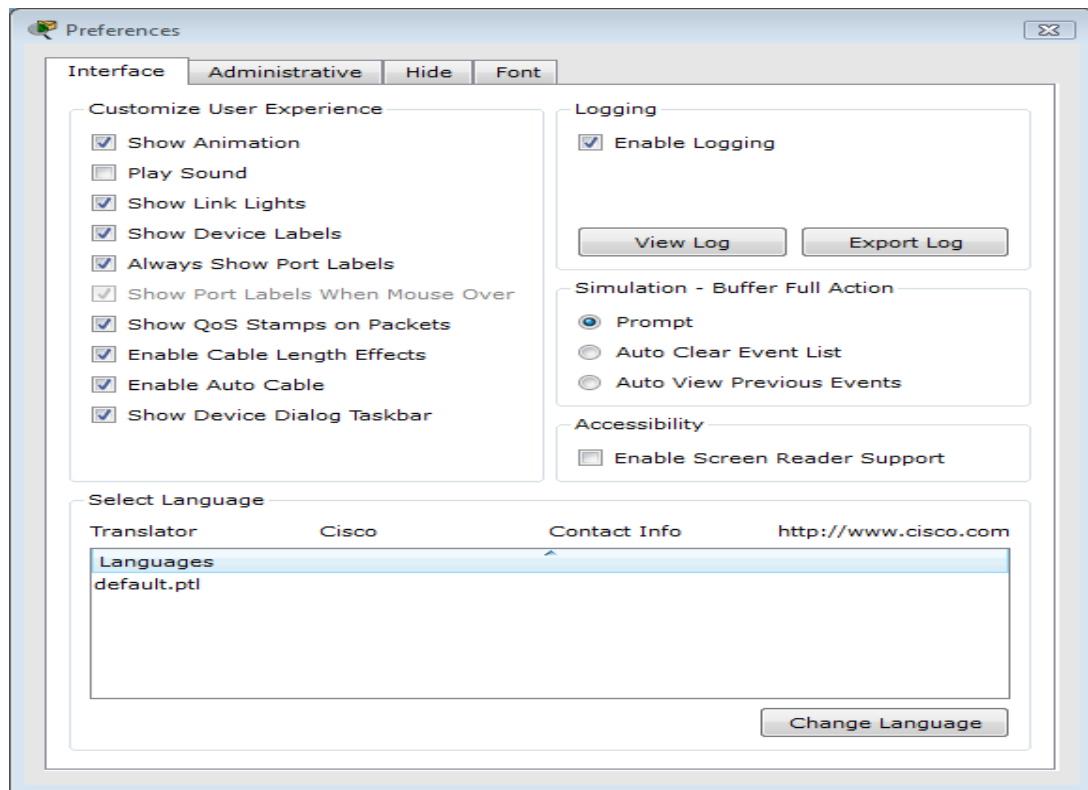 Preferences
Interface
Administrative
Hide
Font
Customize User Experience
Show Animation
Play Sound
Show Link Lights
Show Device Labels
Always Show Port Labels
Show Port Labels When Mouse Over
Show QoS Stamps on Packets
Enable Cable Length Effects
Enable Auto Cable
Show Device Dialog Taskbar
Logging
Enable Logging
View Log
Export Log
Simulation - Buffer Full Action
Prompt
Auto Clear Event List
Auto View Previous Events
Accessibility
Enable Screen Reader Support
Select Language
Translator Cisco Contact Info http://www.cisco.com
Languages
default.ptl
Change Language